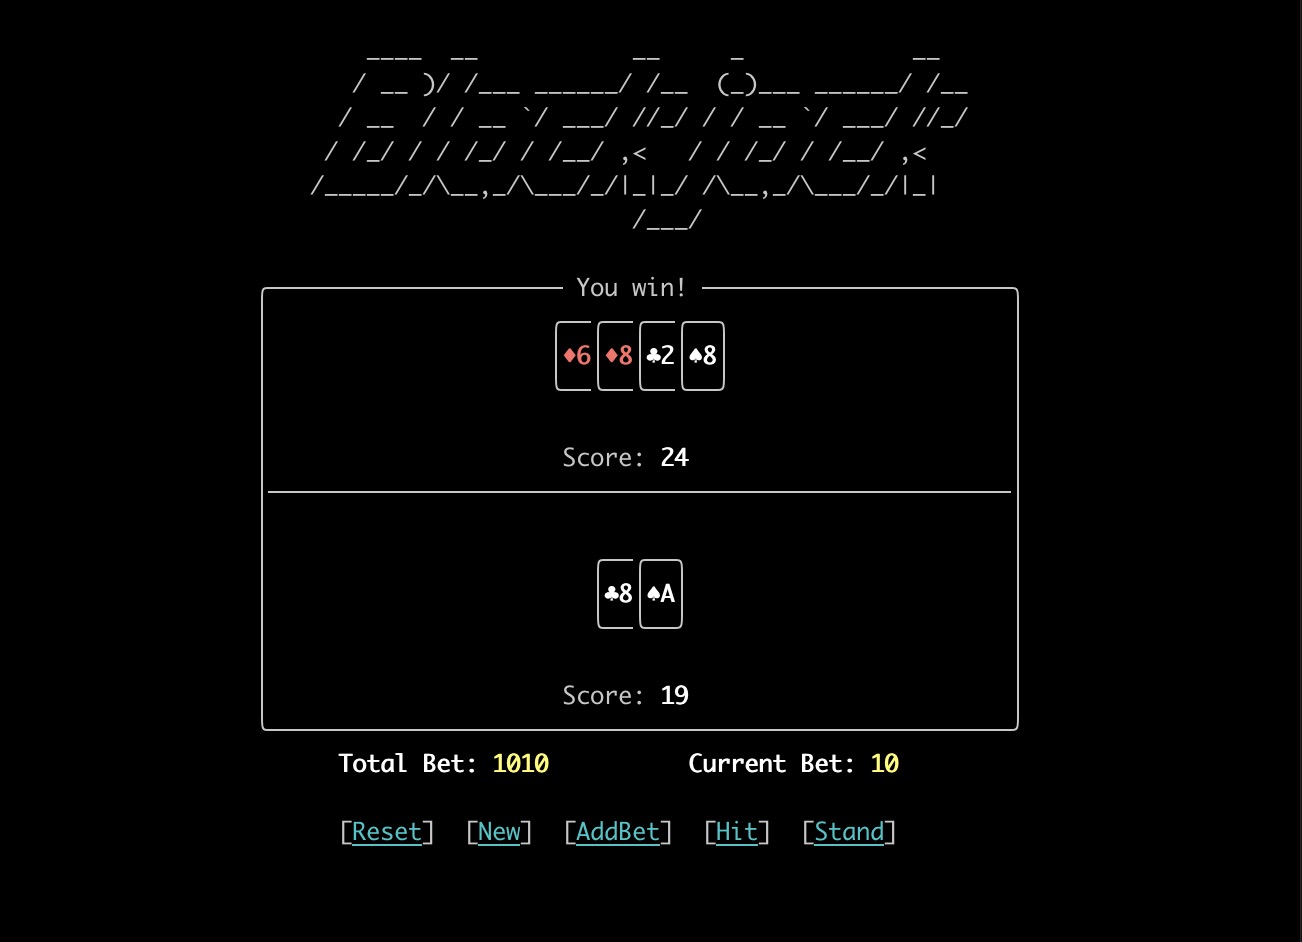 Blackjack
You win!
♦6 ♦8 ♣2 ♠8
Score: 24
♣8 ♠A
Score: 19
Total Bet: 1010 Current Bet: 10
[Reset] [New] [AddBet] [Hit] [Stand]